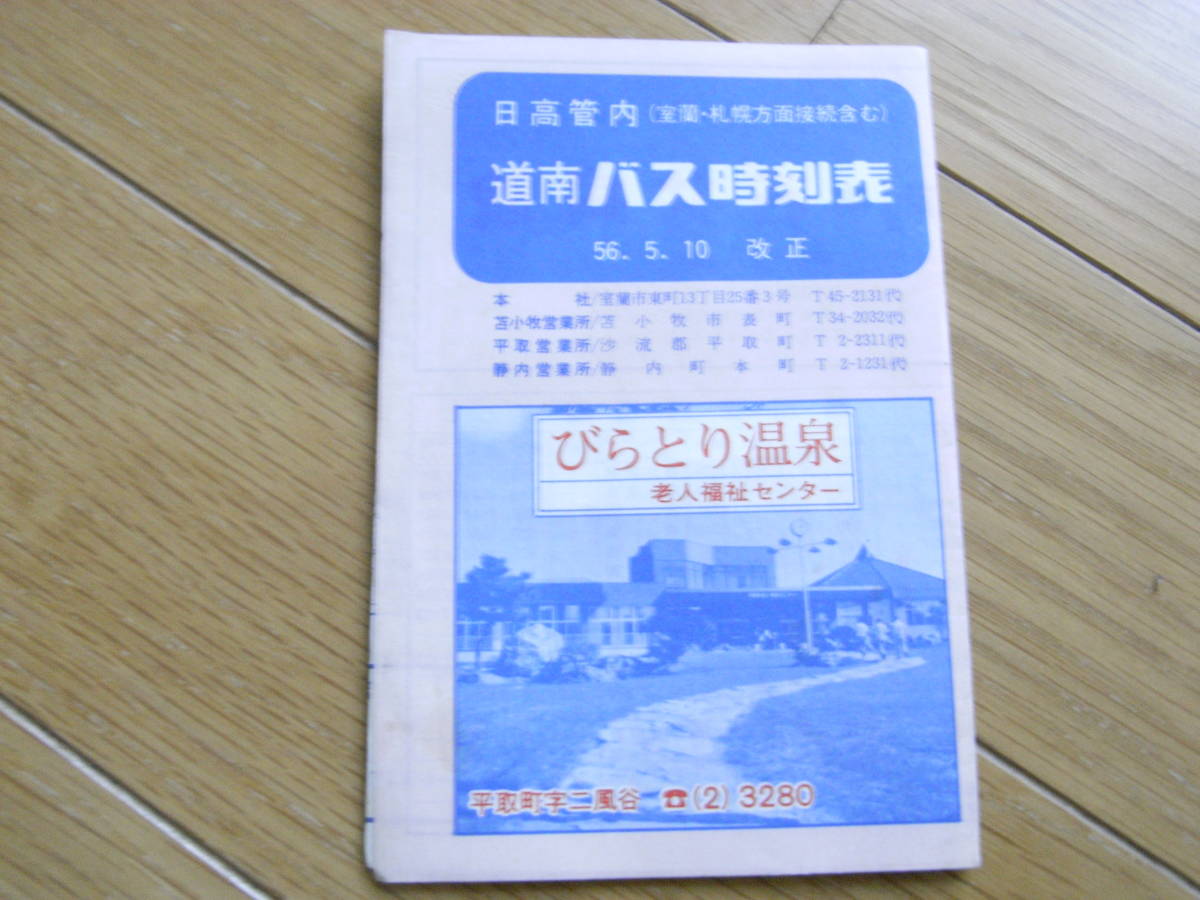 日高管内(室蘭・札幌方面接続含む)
道南バス時刻表
56. 5. 10 改正
本社/室蘭市東町13丁目25番3号 T45-2131代
苫小牧営業所/苫小牧市表町 T34-2032代
平取営業所/沙流郡平取町 T2-2311代
静内営業所/静内町本町 T2-1231代
びらとり温泉
老人福祉センター
平取町字二風谷 ☎(2)3280